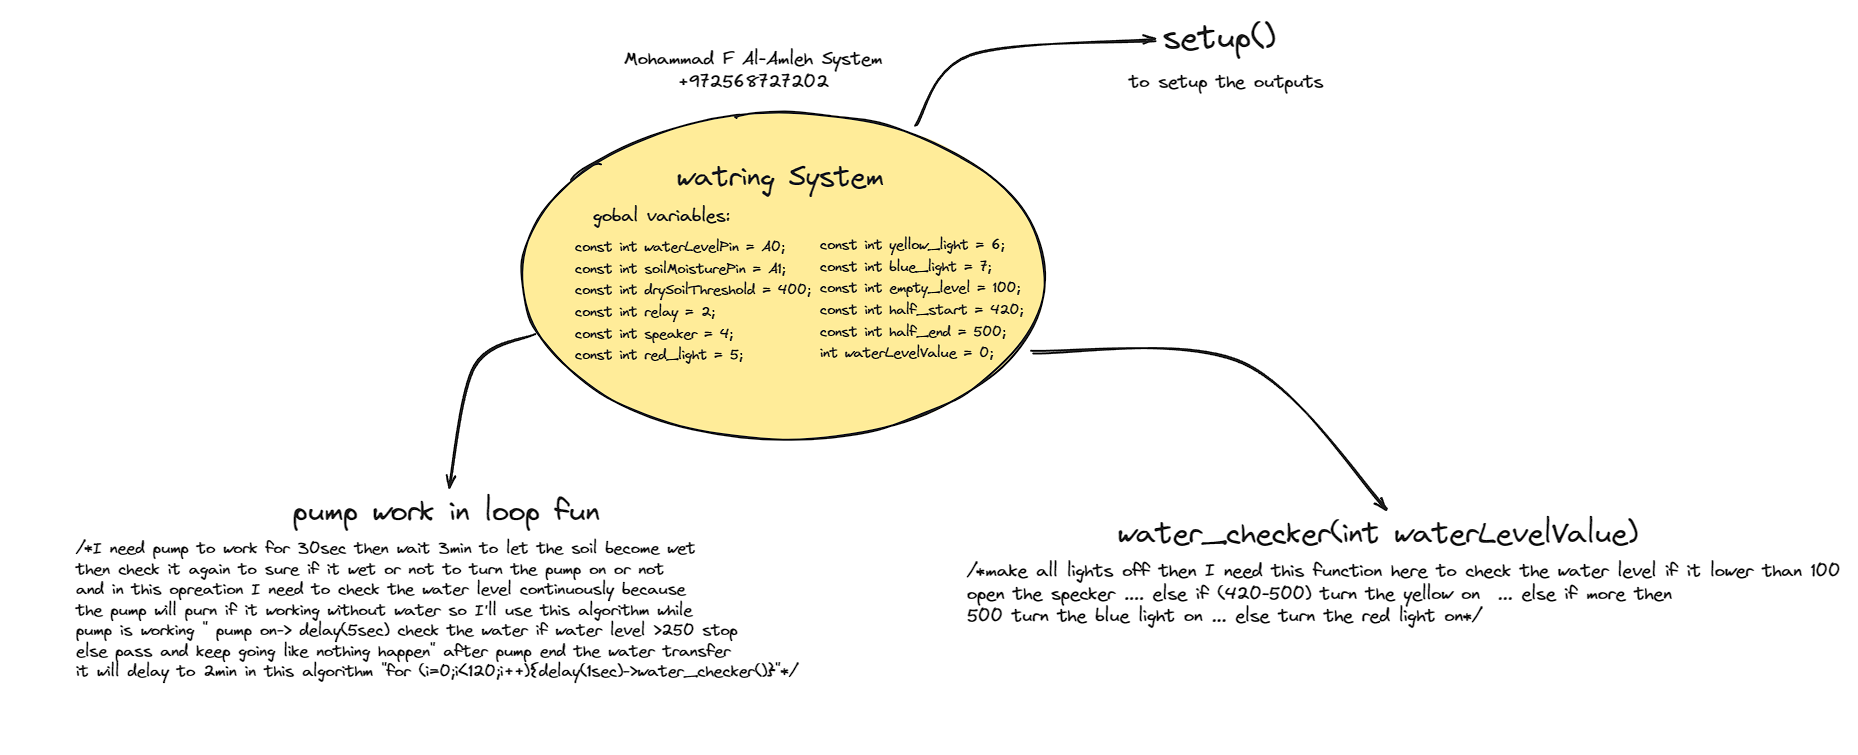 setup()
to setup the outputs
Mohammad F Al-Amleh System
+972568727202
watring System
gobal variables:
const int waterLevelPin = A0;
const int soilMoisturePin = A1;
const int drySoilThreshold = 400;
const int relay = 2;
const int speaker = 4;
const int red_light = 5;
const int yellow_light = 6;
const int blue_light = 7;
const int empty_level = 100;
const int half_start = 420;
const int half_end = 500;
int waterLevelValue = 0;
pump work in loop fun
/*I need pump to work for 30sec then wait 3min to let the soil become wet
then check it again to sure if it wet or not to turn the pump on or not
and in this opreation I need to check the water level continuously because
the pump will purn if it working without water so I'll use this algorithm while
pump is working " pump on-> delay(5sec) check the water if water level >250 stop
else pass and keep going like nothing happen" after pump end the water transfer
it will delay to 2min in this algorithm "for (i=0;i<120;i++){delay(1sec)->water_checker()}"*/
water_checker(int waterLevelValue)
/*make all lights off then I need this function here to check the water level if it lower than 100
open the specker .... else if (420-500) turn the yellow on ... else if more then
500 turn the blue light on ... else turn the red light on*/